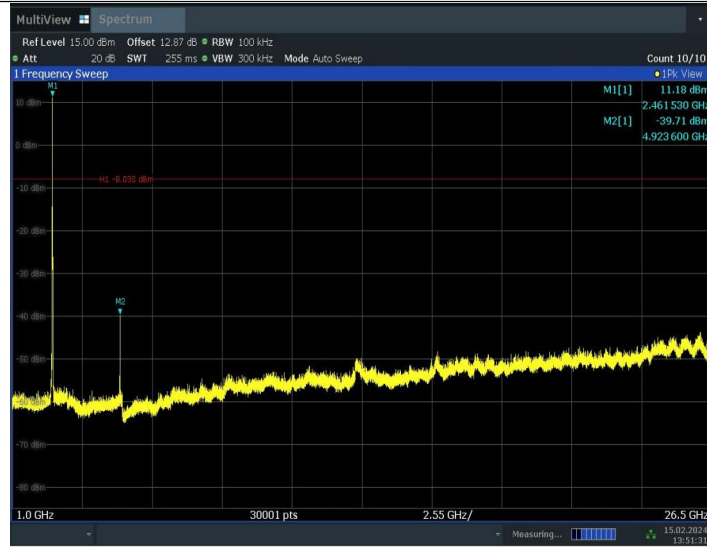 MultiView Spectrum
Ref Level 15.00 dBm Offset 12.87 dB RBW 100 kHz
Att 20 dB SWT 255 ms VBW 300 kHz Mode Auto Sweep Count 10/10
1 Frequency Sweep 1Pk View
M1
M1[1] 11.18 dBm
2.461 530 GHz
M2[1] -39.71 dBm
4.923 600 GHz
10 dBm
0 dBm
H1 -8.030 dBm
-10 dBm
-20 dBm
-30 dBm
M2
-40 dBm
-50 dBm
-60 dBm
-70 dBm
-80 dBm
1.0 GHz 30001 pts 2.55 GHz/ 26.5 GHz
Measuring... 15.02.2024
13:51:31